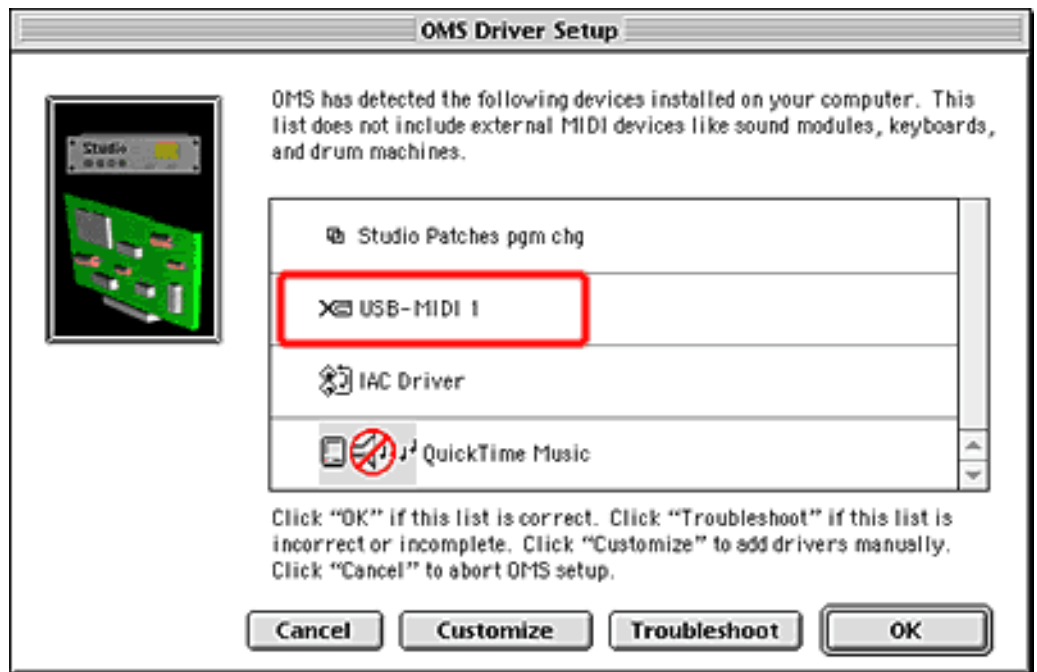 OMS Driver Setup
OMS has detected the following devices installed on your computer. This
list does not include external MIDI devices like sound modules, keyboards,
and drum machines.
Studio
Studio Patches pgm chg
USB-MIDI 1
IAC Driver
QuickTime Music
Click “OK” if this list is correct. Click “Troubleshoot” if this list is
incorrect or incomplete. Click “Customize” to add drivers manually.
Click “Cancel” to abort OMS setup.
Cancel Customize Troubleshoot OK